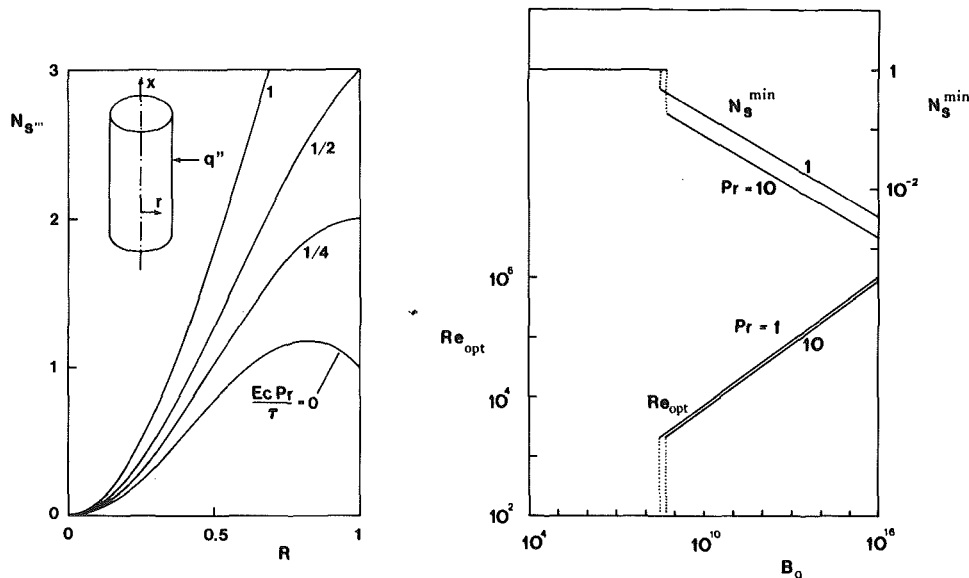 3
N_S'''
2
1
0
0
0.5
1
R
x
q"
r
1
1/2
1/4
Ec Pr
τ
=0
1
N_S^min
10^-2
N_S^min
1
Pr = 10
10^6
Re_opt
10^4
10^2
Pr = 1
10
Re_opt
10^4
10^10
10^16
B_0